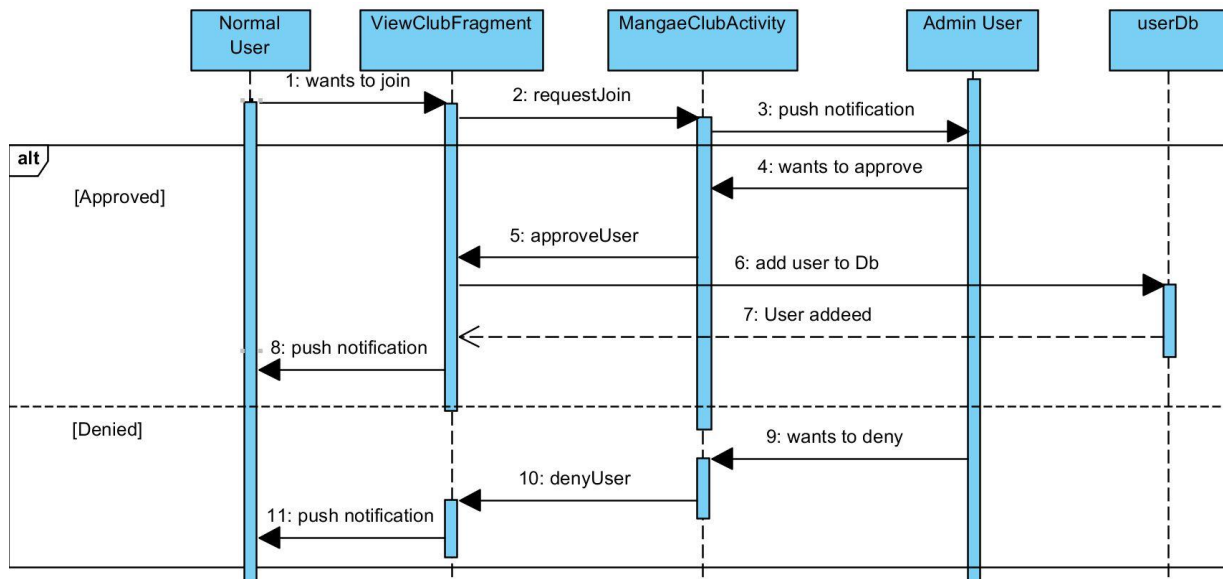 Normal
User
ViewClubFragment
MangaeClubActivity
Admin User
userDb
1: wants to join
2: requestJoin
3: push notification
alt
4: wants to approve
[Approved]
5: approveUser
6: add user to Db
7: User addeed
8: push notification
[Denied]
9: wants to deny
10: denyUser
11: push notification